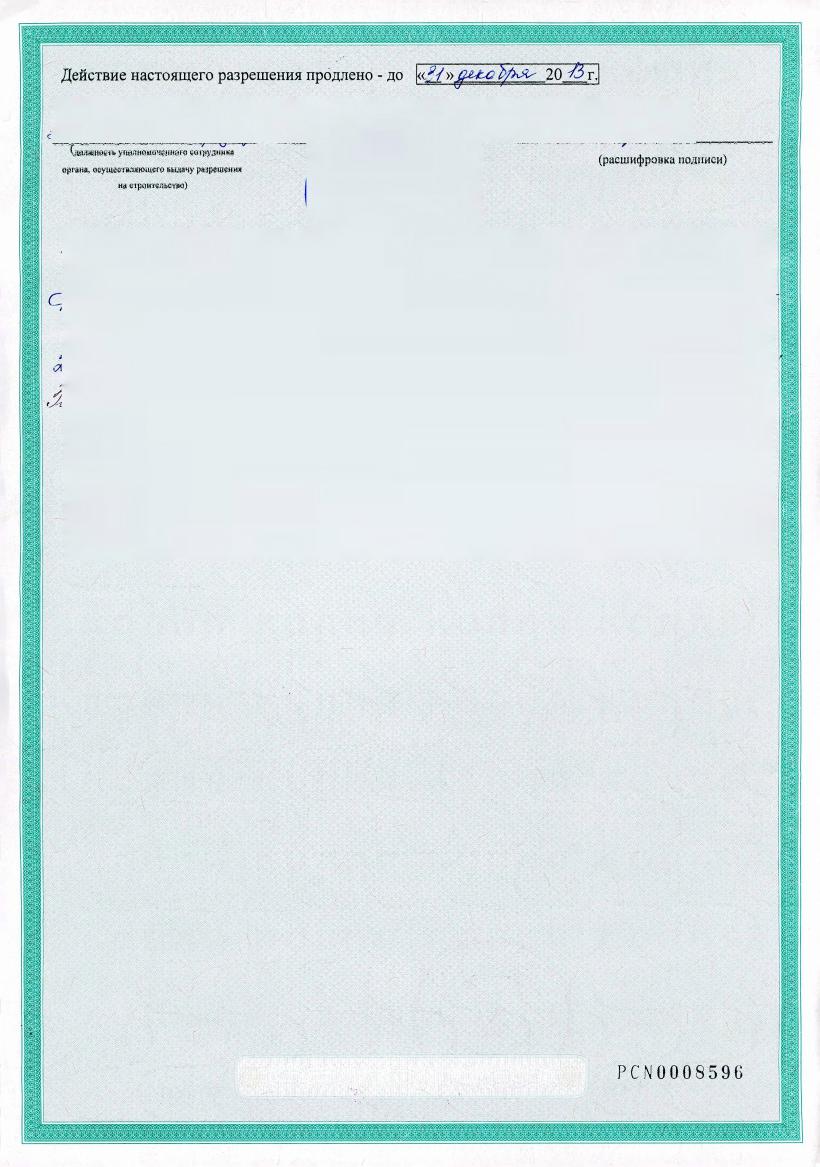 Действие настоящего разрешения продлено - до «31» декабря 20 13 г.
(должность уполномоченного сотрудника
(расшифровка подписи)
органа, осуществляющего выдачу разрешения
на строительство)
PCN0008596